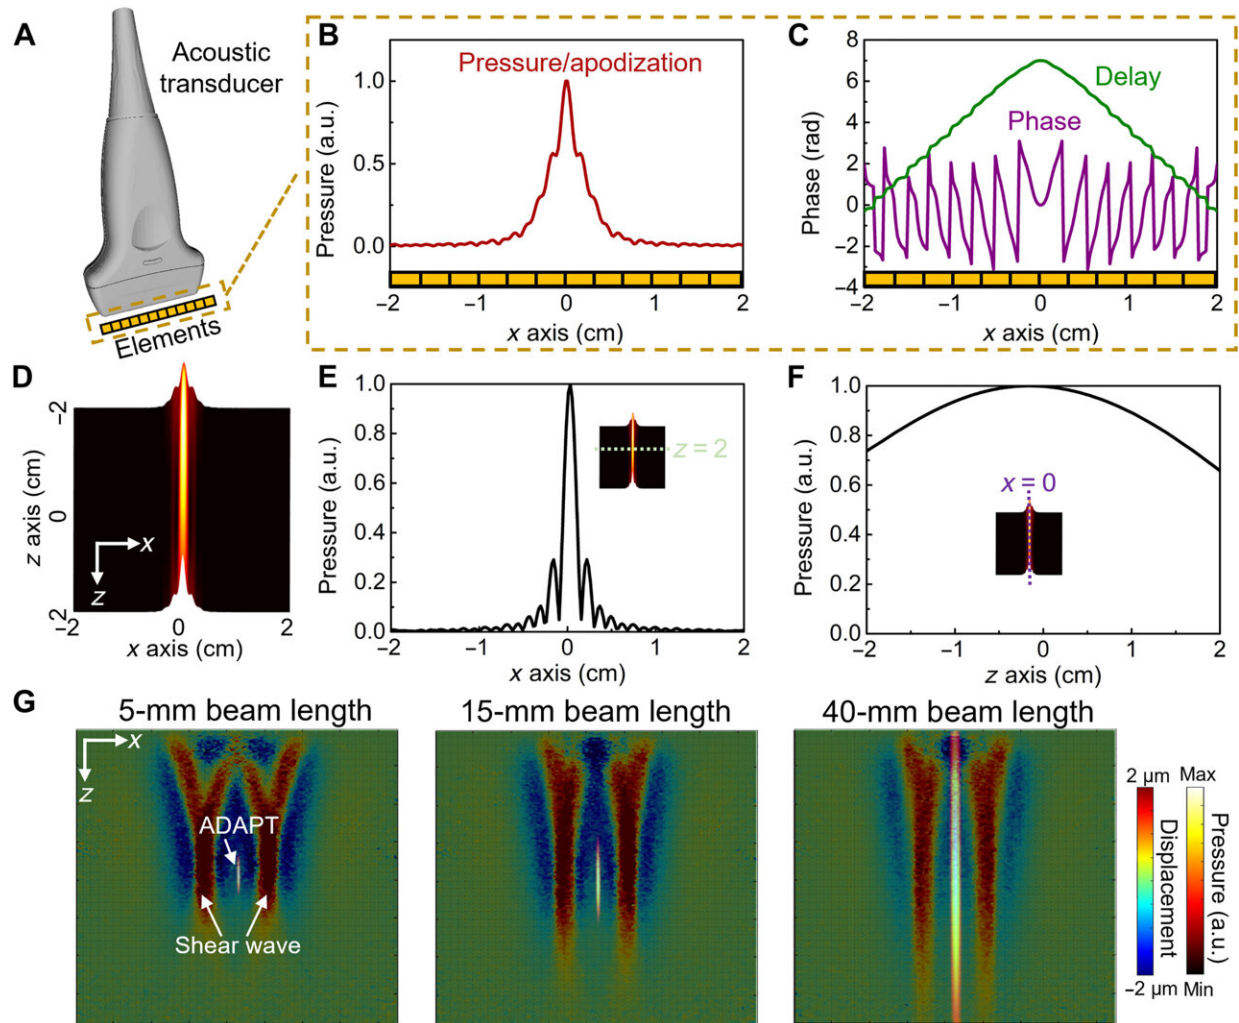 A
Acoustic
transducer
Elements
B
Pressure/apodization
Pressure (a.u.)
1.0
0.5
0.0
−2
−1
0
1
2
x axis (cm)
C
Delay
Phase
Phase (rad)
8
6
4
2
0
−2
−4
−2
−1
0
1
2
x axis (cm)
D
z axis (cm)
−2
0
−2
x
z
−2
0
2
x axis (cm)
E
Pressure (a.u.)
1.0
0.8
0.6
0.4
0.2
0.0
z = 2
−2
−1
0
1
2
x axis (cm)
F
Pressure (a.u.)
1.0
0.8
0.6
0.4
0.2
0.0
x = 0
−2
−1
0
1
2
z axis (cm)
G
5-mm beam length
x
z
ADAPT
Shear wave
15-mm beam length
40-mm beam length
2 µm
Displacement
−2 µm
Max
Pressure (a.u.)
Min